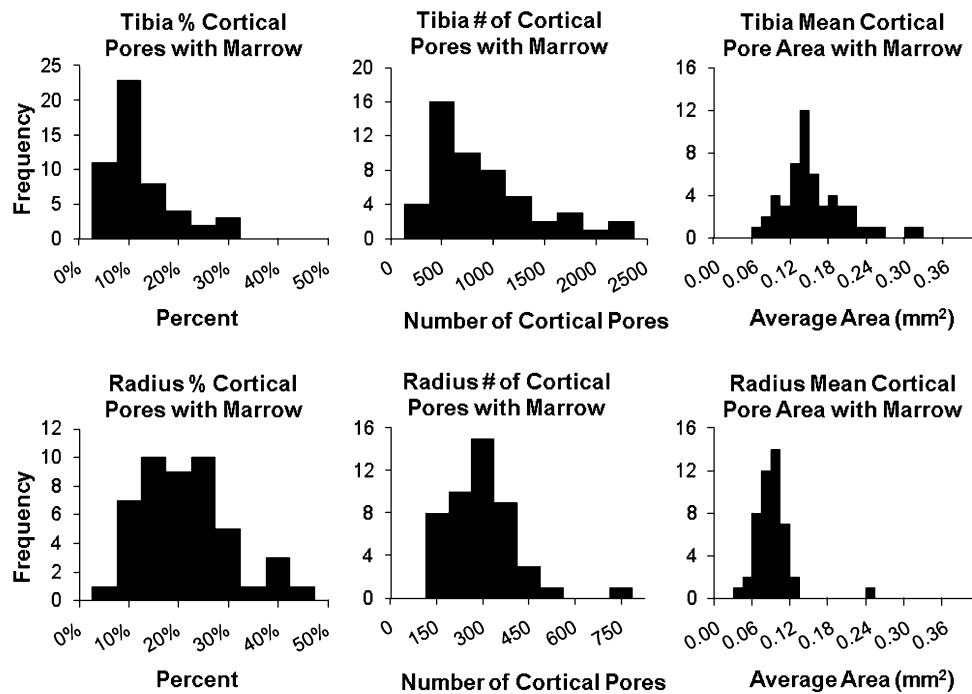 Tibia % Cortical
Pores with Marrow
25
20
15
10
5
0
Frequency
0% 10% 20% 30% 40% 50%
Percent
Tibia # of Cortical
Pores with Marrow
20
16
12
8
4
0
0 500 1000 1500 2000 2500
Number of Cortical Pores
Tibia Mean Cortical
Pore Area with Marrow
16
12
8
4
0
0.00 0.06 0.12 0.18 0.24 0.30 0.36
Average Area (mm²)
Radius % Cortical
Pores with Marrow
12
10
8
6
4
2
0
Frequency
0% 10% 20% 30% 40% 50%
Percent
Radius # of Cortical
Pores with Marrow
16
12
8
4
0
0 150 300 450 600 750
Number of Cortical Pores
Radius Mean Cortical
Pore Area with Marrow
16
12
8
4
0
0.00 0.06 0.12 0.18 0.24 0.30 0.36
Average Area (mm²)